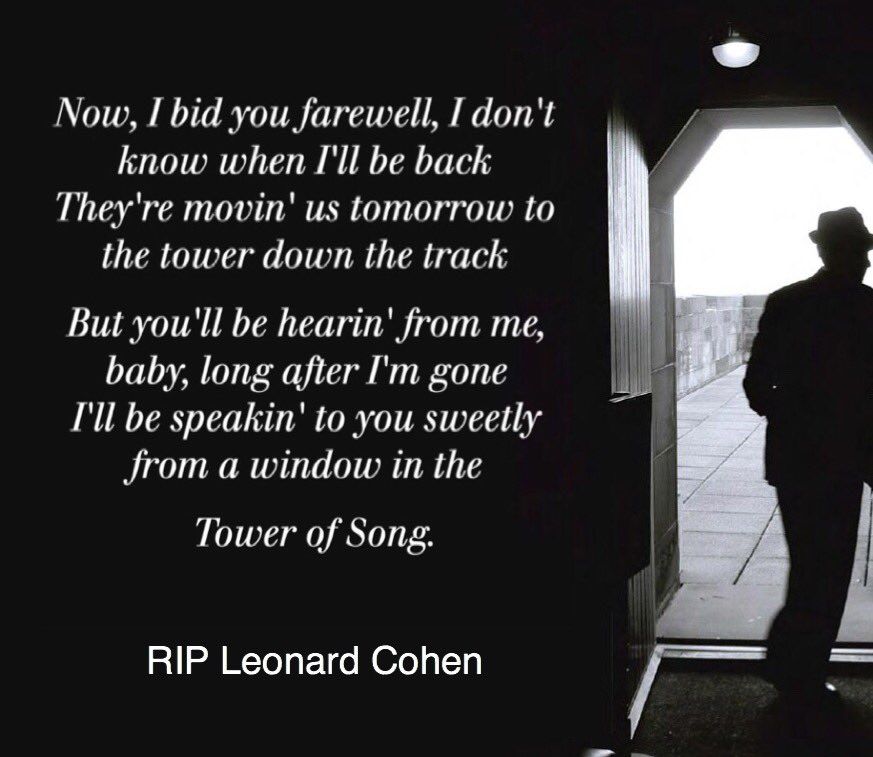 Now, I bid you farewell, I don't
know when I'll be back
They're movin' us tomorrow to
the tower down the track
But you'll be hearin' from me,
baby, long after I'm gone
I'll be speakin' to you sweetly
from a window in the
Tower of Song.
RIP Leonard Cohen